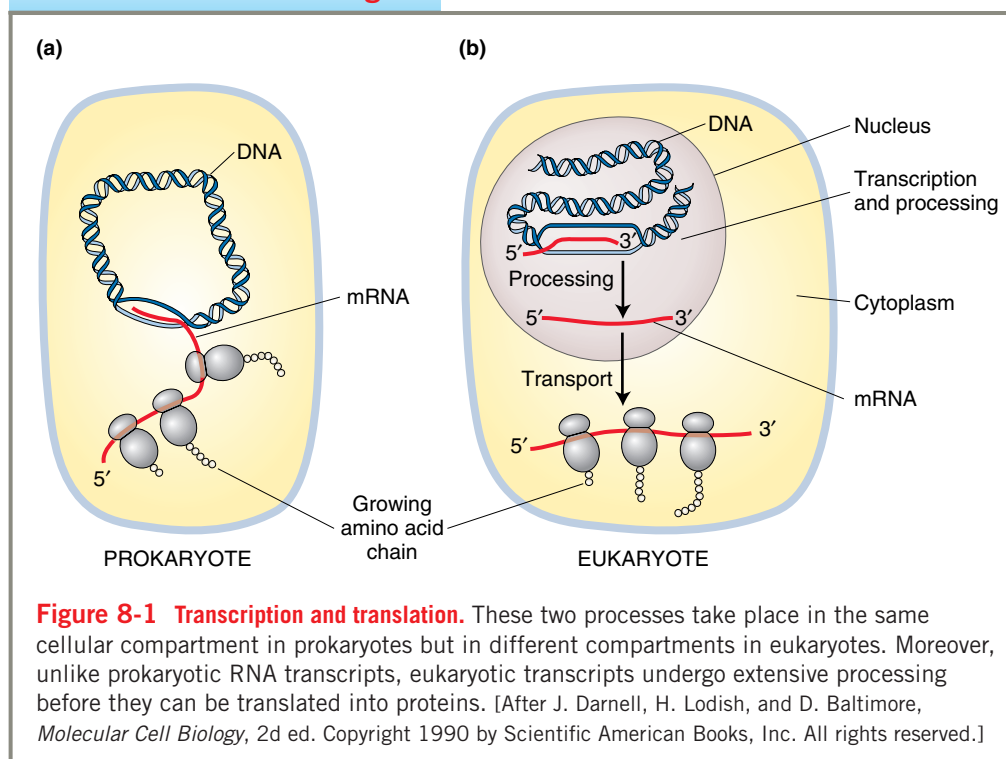 (a)
DNA
mRNA
5′
Growing
amino acid
chain
PROKARYOTE
(b)
DNA
Nucleus
Transcription
and processing
5′
3′
Processing
Cytoplasm
5′
3′
Transport
mRNA
5′
3′
EUKARYOTE
Figure 8-1 Transcription and translation. These two processes take place in the same
cellular compartment in prokaryotes but in different compartments in eukaryotes. Moreover,
unlike prokaryotic RNA transcripts, eukaryotic transcripts undergo extensive processing
before they can be translated into proteins. [After J. Darnell, H. Lodish, and D. Baltimore,
Molecular Cell Biology, 2d ed. Copyright 1990 by Scientific American Books, Inc. All rights reserved.]